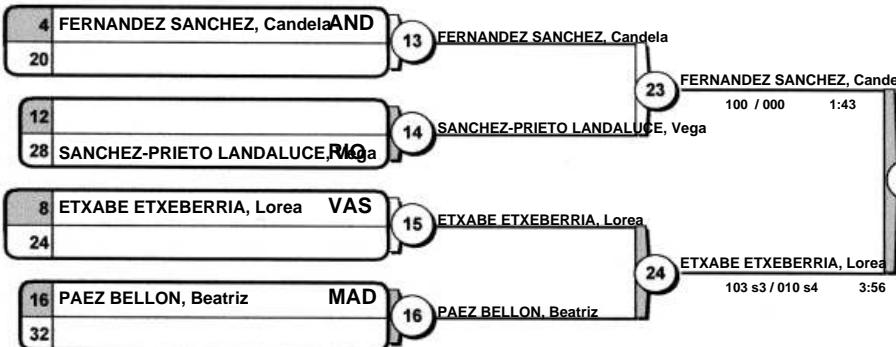 4 FERNANDEZ SANCHEZ, Candela AND
20
13
FERNANDEZ SANCHEZ, Candela
23
FERNANDEZ SANCHEZ, Cande
100 / 000 1:43
12
14
SANCHEZ-PRIETO LANDALUCE, Vega
28 SANCHEZ-PRIETO LANDALUCE, Vega RIO
8 ETXABE ETXEBERRIA, Lorea VAS
24
15
ETXABE ETXEBERRIA, Lorea
24
ETXABE ETXEBERRIA, Lorea
103 s3 / 010 s4 3:56
16 PAEZ BELLON, Beatriz MAD
32
16
PAEZ BELLON, Beatriz